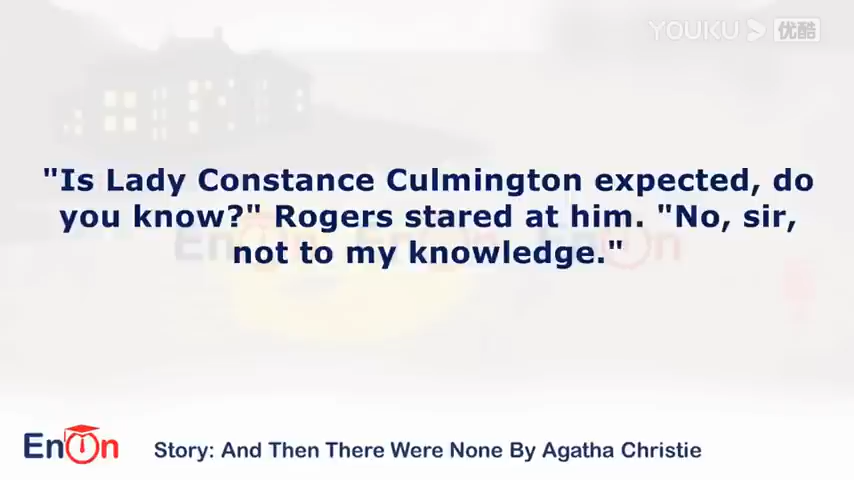 YOUKU 优酷
"Is Lady Constance Culmington expected, do
you know?" Rogers stared at him. "No, sir,
not to my knowledge."
EnOn
Story: And Then There Were None By Agatha Christie